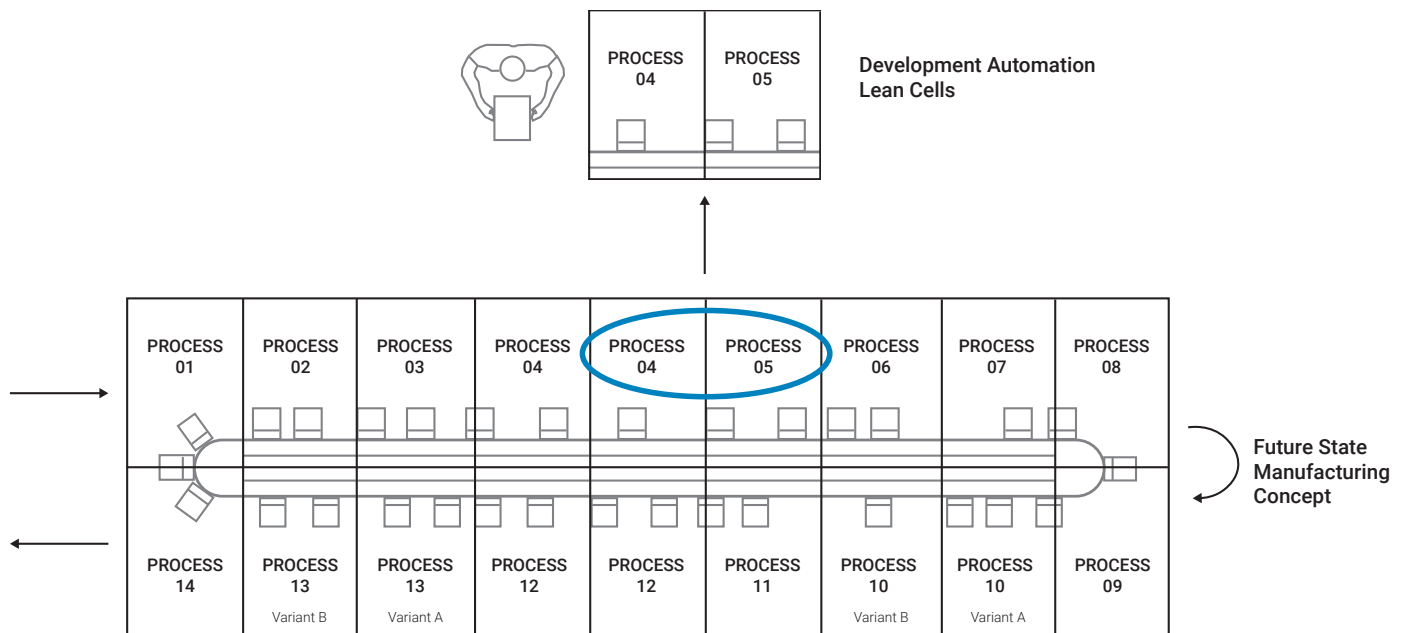 PROCESS
04
PROCESS
05
Development Automation
Lean Cells
PROCESS
01
PROCESS
02
PROCESS
03
PROCESS
04
PROCESS
04
PROCESS
05
PROCESS
06
PROCESS
07
PROCESS
08
Future State
Manufacturing
Concept
PROCESS
14
PROCESS
13
Variant B
PROCESS
13
Variant A
PROCESS
12
PROCESS
12
PROCESS
11
PROCESS
10
Variant B
PROCESS
10
Variant A
PROCESS
09